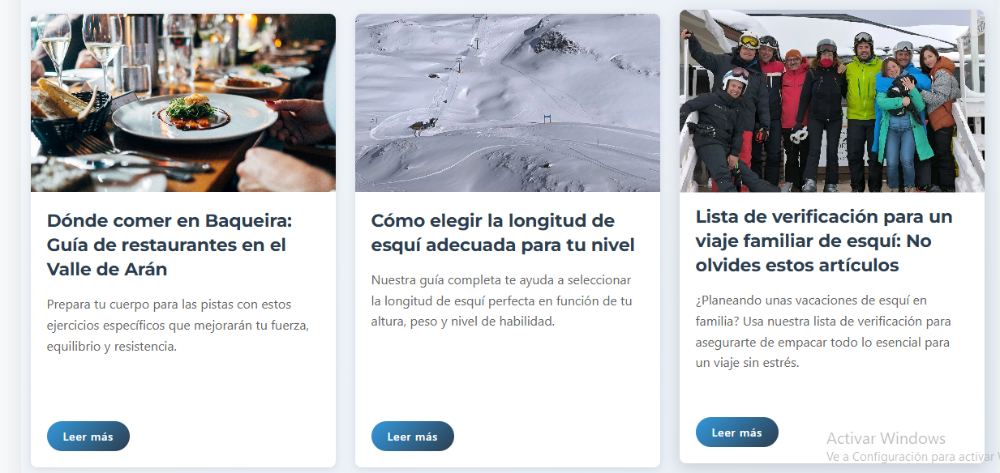 Dónde comer en Baqueira:
Guía de restaurantes en el
Valle de Arán
Prepara tu cuerpo para las pistas con estos
ejercicios específicos que mejorarán tu fuerza,
equilibrio y resistencia.
Leer más
Cómo elegir la longitud de
esquí adecuada para tu nivel
Nuestra guía completa te ayuda a seleccionar
la longitud de esquí perfecta en función de tu
altura, peso y nivel de habilidad.
Leer más
Lista de verificación para un
viaje familiar de esquí: No
olvides estos artículos
¿Planeando unas vacaciones de esquí en
familia? Usa nuestra lista de verificación para
asegurarte de empacar todo lo esencial para
un viaje sin estrés.
Leer más
Activar Windows
Ve a Configuración para activar